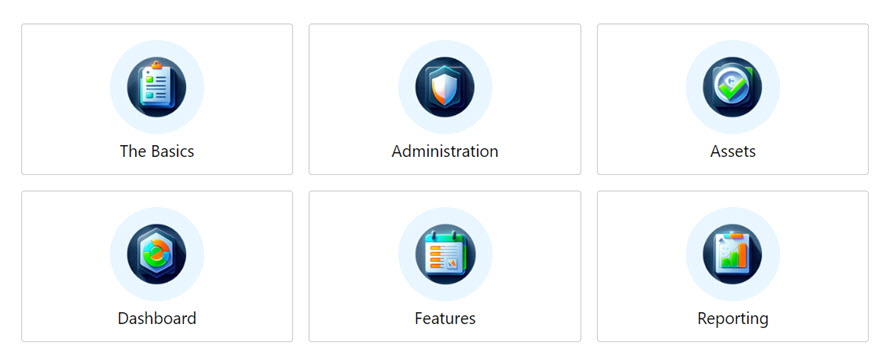 The Basics
Administration
Assets
Dashboard
Features
Reporting